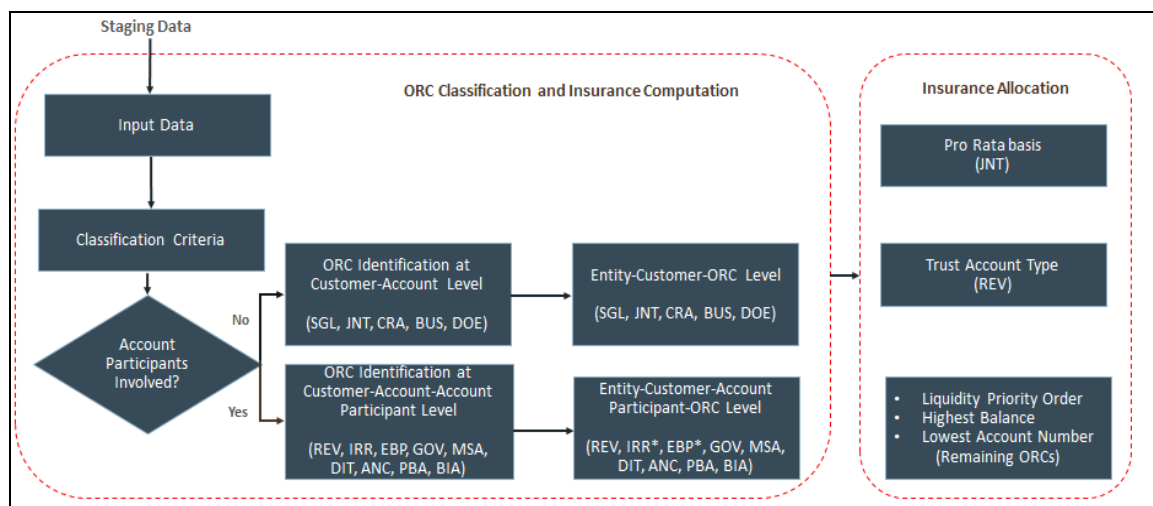 Staging Data
ORC Classification and Insurance Computation
Input Data
Classification Criteria
Account
Participants
Involved?
No
Yes
ORC Identification at
Customer-Account Level
(SGL, JNT, CRA, BUS, DOE)
Entity-Customer-ORC Level
(SGL, JNT, CRA, BUS, DOE)
ORC Identification at
Customer-Account-Account
Participant Level
(REV, IRR, EBP, GOV, MSA,
DIT, ANC, PBA, BIA)
Entity-Customer-Account
Participant-ORC Level
(REV, IRR*, EBP*, GOV, MSA,
DIT, ANC, PBA, BIA)
Insurance Allocation
Pro Rata basis
(JNT)
Trust Account Type
(REV)
• Liquidity Priority Order
• Highest Balance
• Lowest Account Number
(Remaining ORCs)